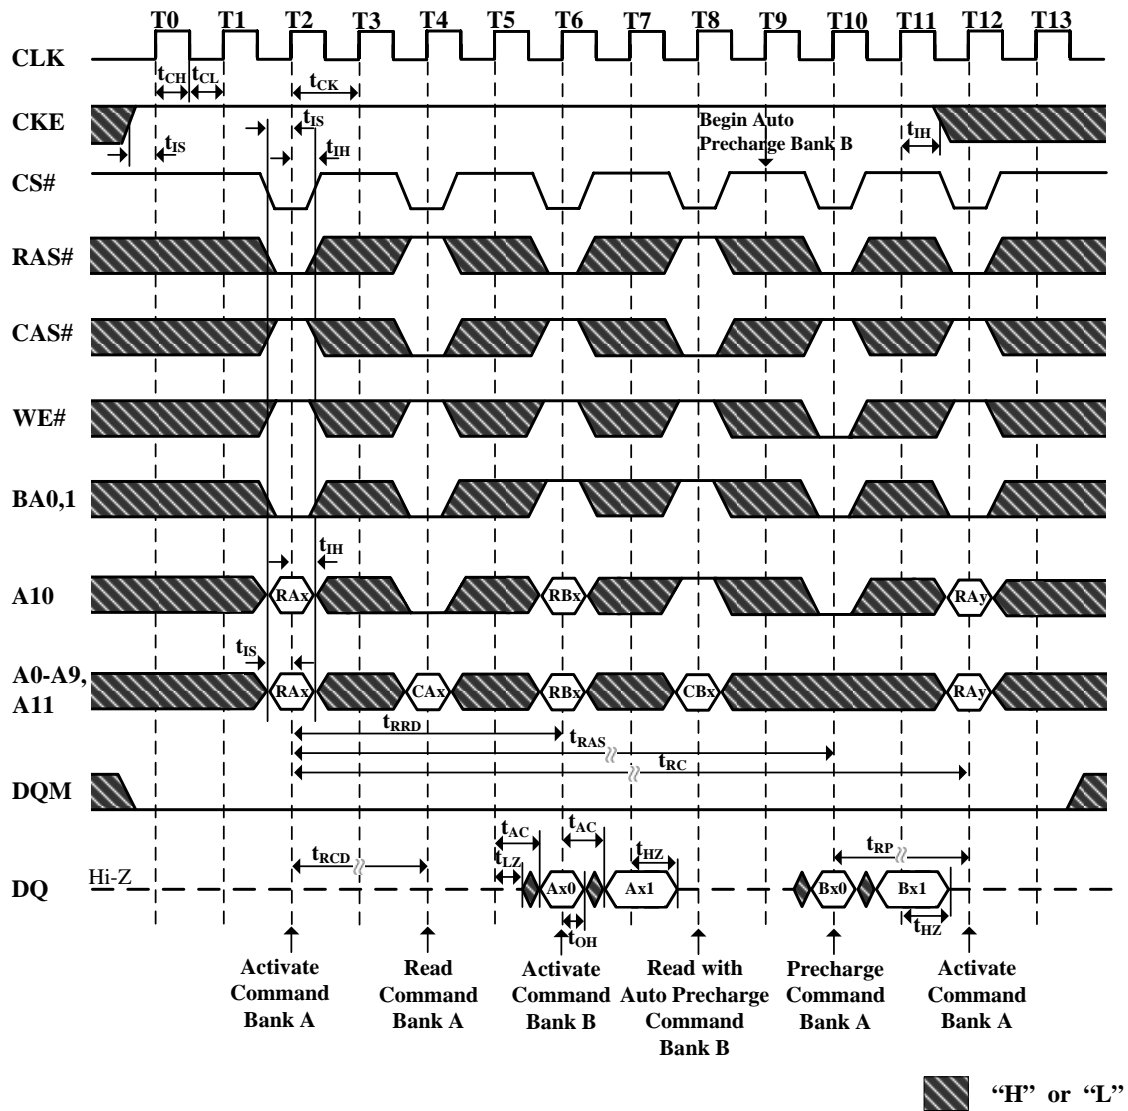 T0 T1 T2 T3 T4 T5 T6 T7 T8 T9 T10 T11 T12 T13
CLK
tCH tCL tCK
CKE
tIS
tIS
tIH
Begin Auto
Precharge Bank B
tIH
CS#
RAS#
CAS#
WE#
BA0,1
tIH
A10
RAx RBx RAy
tIS
A0-A9,
A11
RAx CAx RBx CBx RAy
tRRD
tRAS
tRC
DQM
tAC tAC
tRCD tLZ tHZ tRP
Hi-Z
DQ
Ax0 Ax1 Bx0 Bx1
tOH tHZ
Activate
Command
Bank A
Read
Command
Bank A
Activate
Command
Bank B
Read with
Auto Precharge
Command
Bank B
Precharge
Command
Bank A
Activate
Command
Bank A
“H” or “L”